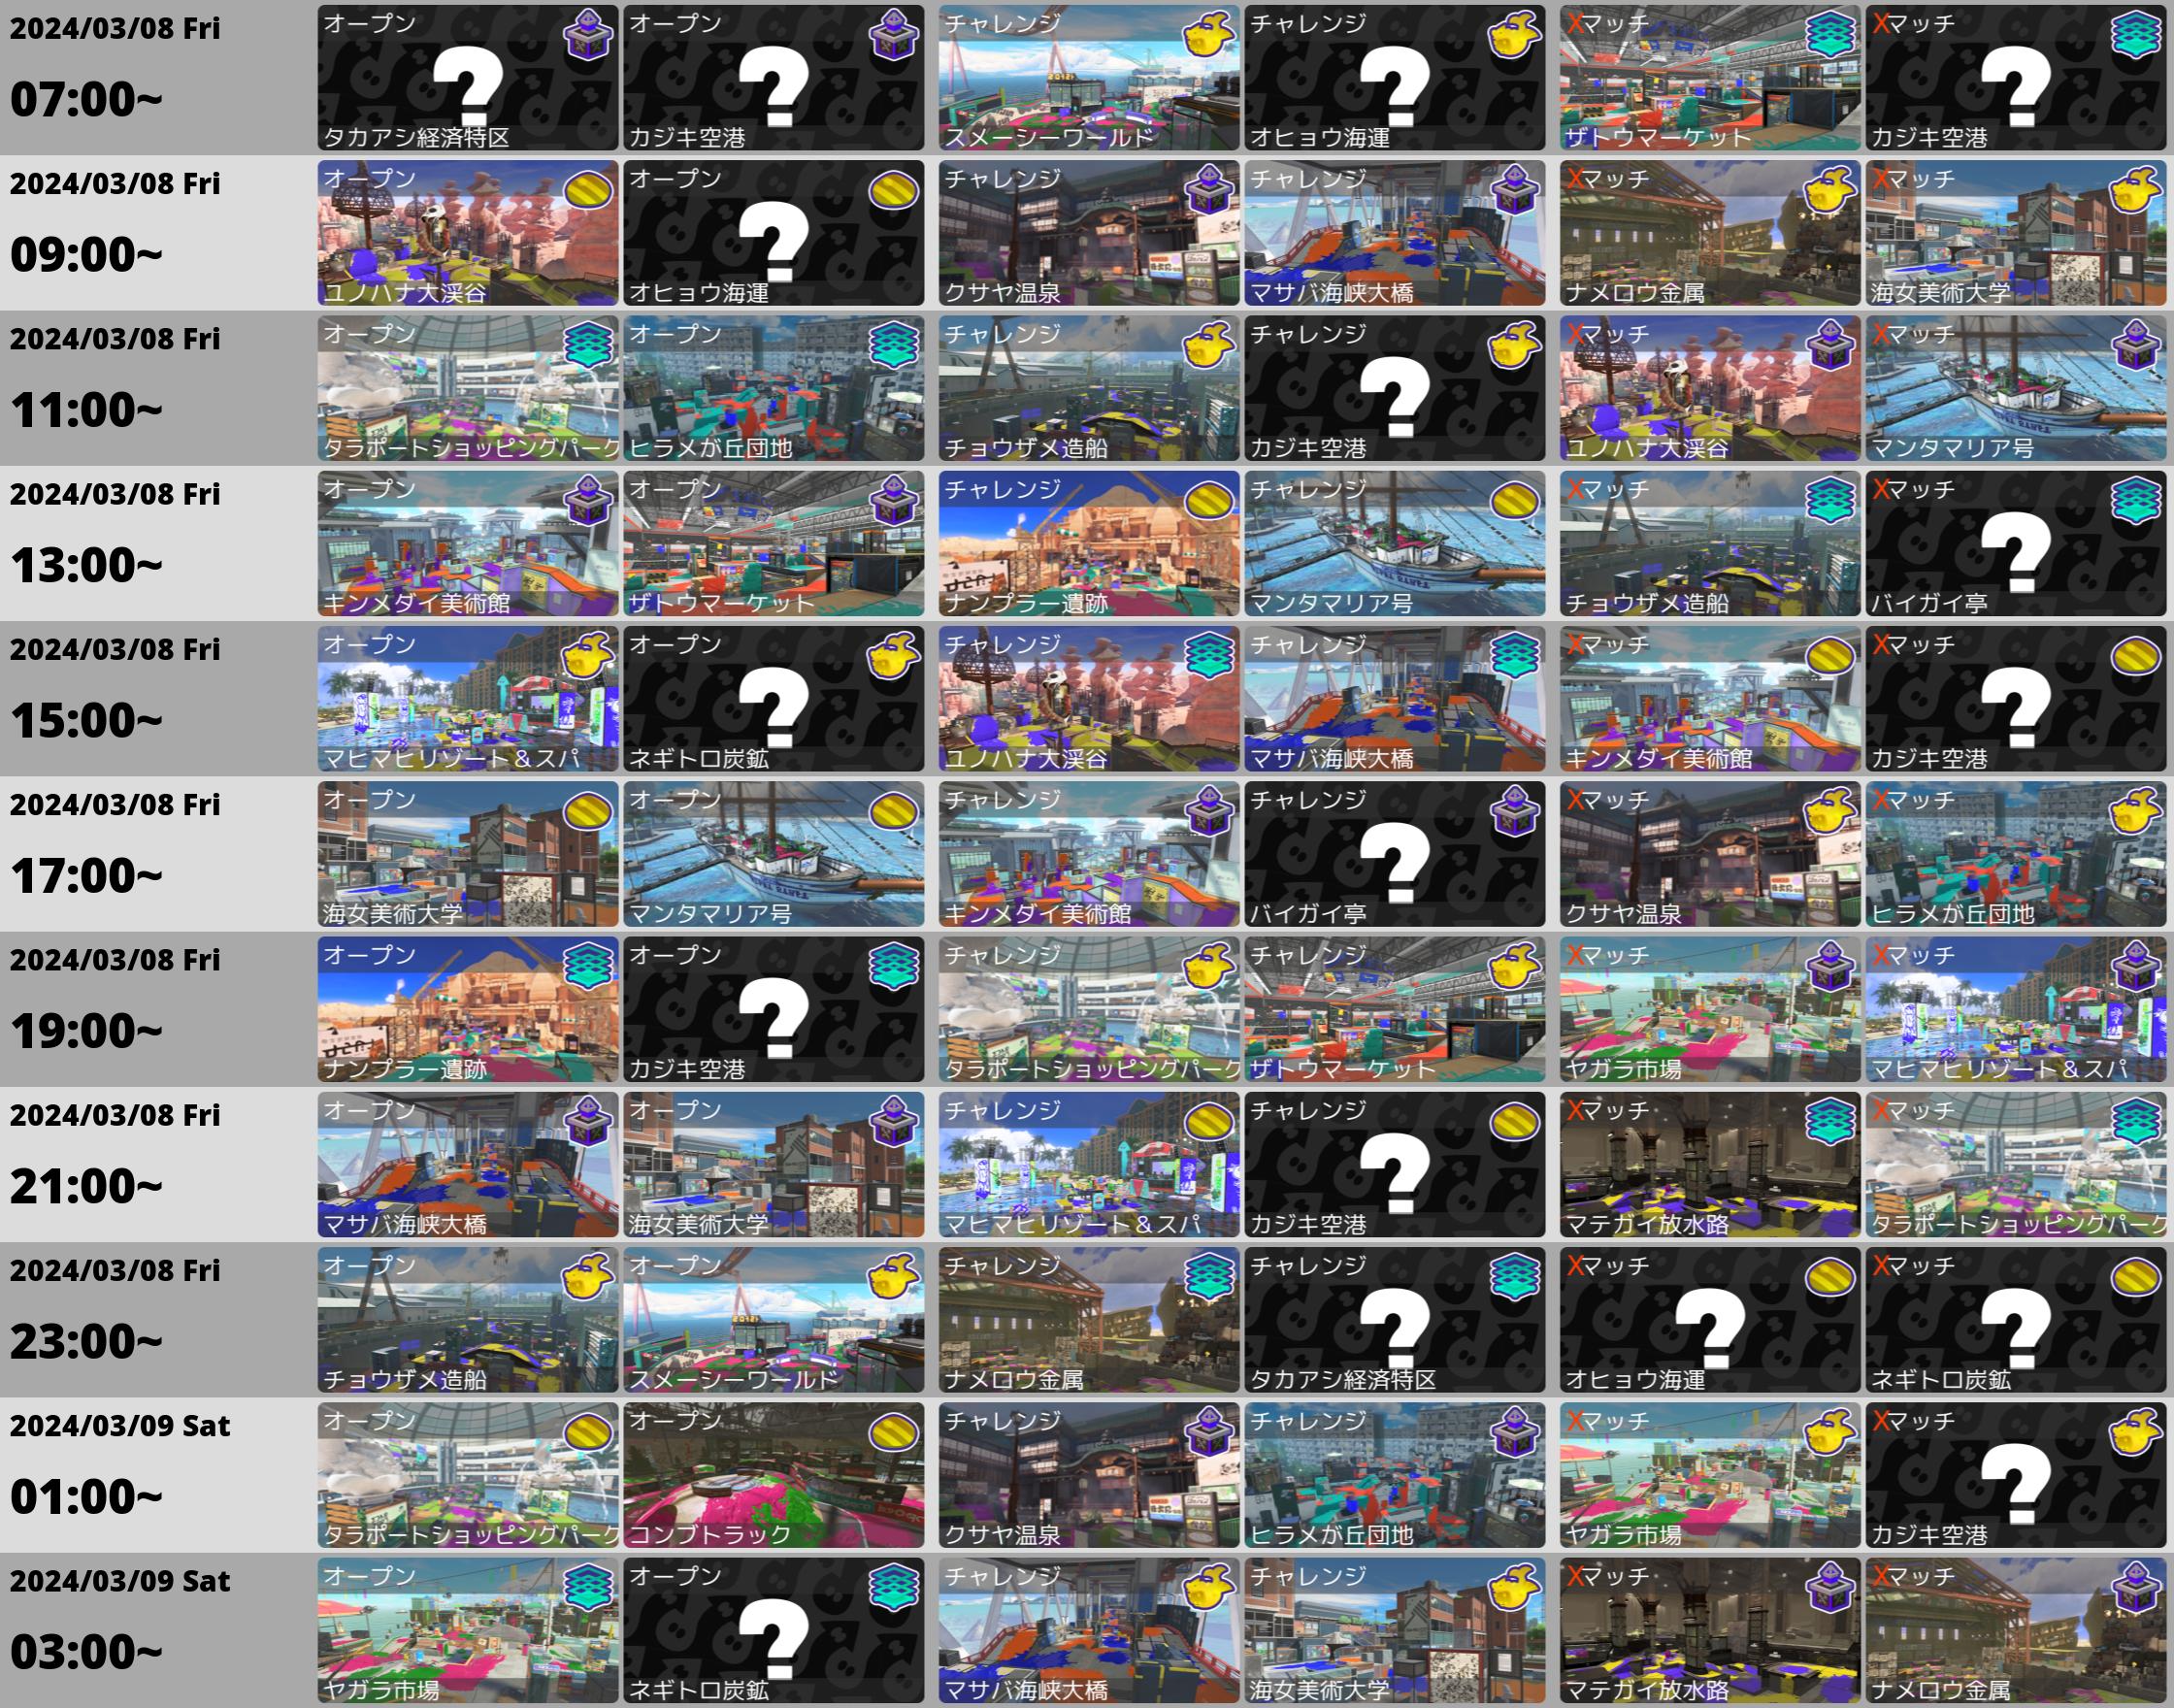 2024/03/08 Fri
07:00~
オープン
タカアシ経済特区
オープン
カジキ空港
チャレンジ
スメーシーワールド
チャレンジ
オヒョウ海運
Xマッチ
ザトウマーケット
Xマッチ
カジキ空港
2024/03/08 Fri
09:00~
オープン
ユノハナ大渓谷
オープン
オヒョウ海運
チャレンジ
クサヤ温泉
チャレンジ
マサバ海峡大橋
Xマッチ
ナメロウ金属
Xマッチ
海女美術大学
2024/03/08 Fri
11:00~
オープン
タラポートショッピングパーク
オープン
ヒラメが丘団地
チャレンジ
チョウザメ造船
チャレンジ
カジキ空港
Xマッチ
ユノハナ大渓谷
Xマッチ
マンタマリア号
2024/03/08 Fri
13:00~
オープン
キンメダイ美術館
オープン
ザトウマーケット
チャレンジ
ナンプラー遺跡
チャレンジ
マンタマリア号
Xマッチ
チョウザメ造船
Xマッチ
バイガイ亭
2024/03/08 Fri
15:00~
オープン
マヒマヒリゾート＆スパ
オープン
ネギトロ炭鉱
チャレンジ
ユノハナ大渓谷
チャレンジ
マサバ海峡大橋
Xマッチ
キンメダイ美術館
Xマッチ
カジキ空港
2024/03/08 Fri
17:00~
オープン
海女美術大学
オープン
マンタマリア号
チャレンジ
キンメダイ美術館
チャレンジ
バイガイ亭
Xマッチ
クサヤ温泉
Xマッチ
ヒラメが丘団地
2024/03/08 Fri
19:00~
オープン
ナンプラー遺跡
オープン
カジキ空港
チャレンジ
タラポートショッピングパーク
チャレンジ
ザトウマーケット
Xマッチ
ヤガラ市場
Xマッチ
マヒマヒリゾート＆スパ
2024/03/08 Fri
21:00~
オープン
マサバ海峡大橋
オープン
海女美術大学
チャレンジ
マヒマヒリゾート＆スパ
チャレンジ
カジキ空港
Xマッチ
マテガイ放水路
Xマッチ
タラポートショッピングパーク
2024/03/08 Fri
23:00~
オープン
チョウザメ造船
オープン
スメーシーワールド
チャレンジ
ナメロウ金属
チャレンジ
タカアシ経済特区
Xマッチ
オヒョウ海運
Xマッチ
ネギトロ炭鉱
2024/03/09 Sat
01:00~
オープン
タラポートショッピングパーク
オープン
コンブトラック
チャレンジ
クサヤ温泉
チャレンジ
ヒラメが丘団地
Xマッチ
ヤガラ市場
Xマッチ
カジキ空港
2024/03/09 Sat
03:00~
オープン
ヤガラ市場
オープン
ネギトロ炭鉱
チャレンジ
マサバ海峡大橋
チャレンジ
海女美術大学
Xマッチ
マテガイ放水路
Xマッチ
ナメロウ金属